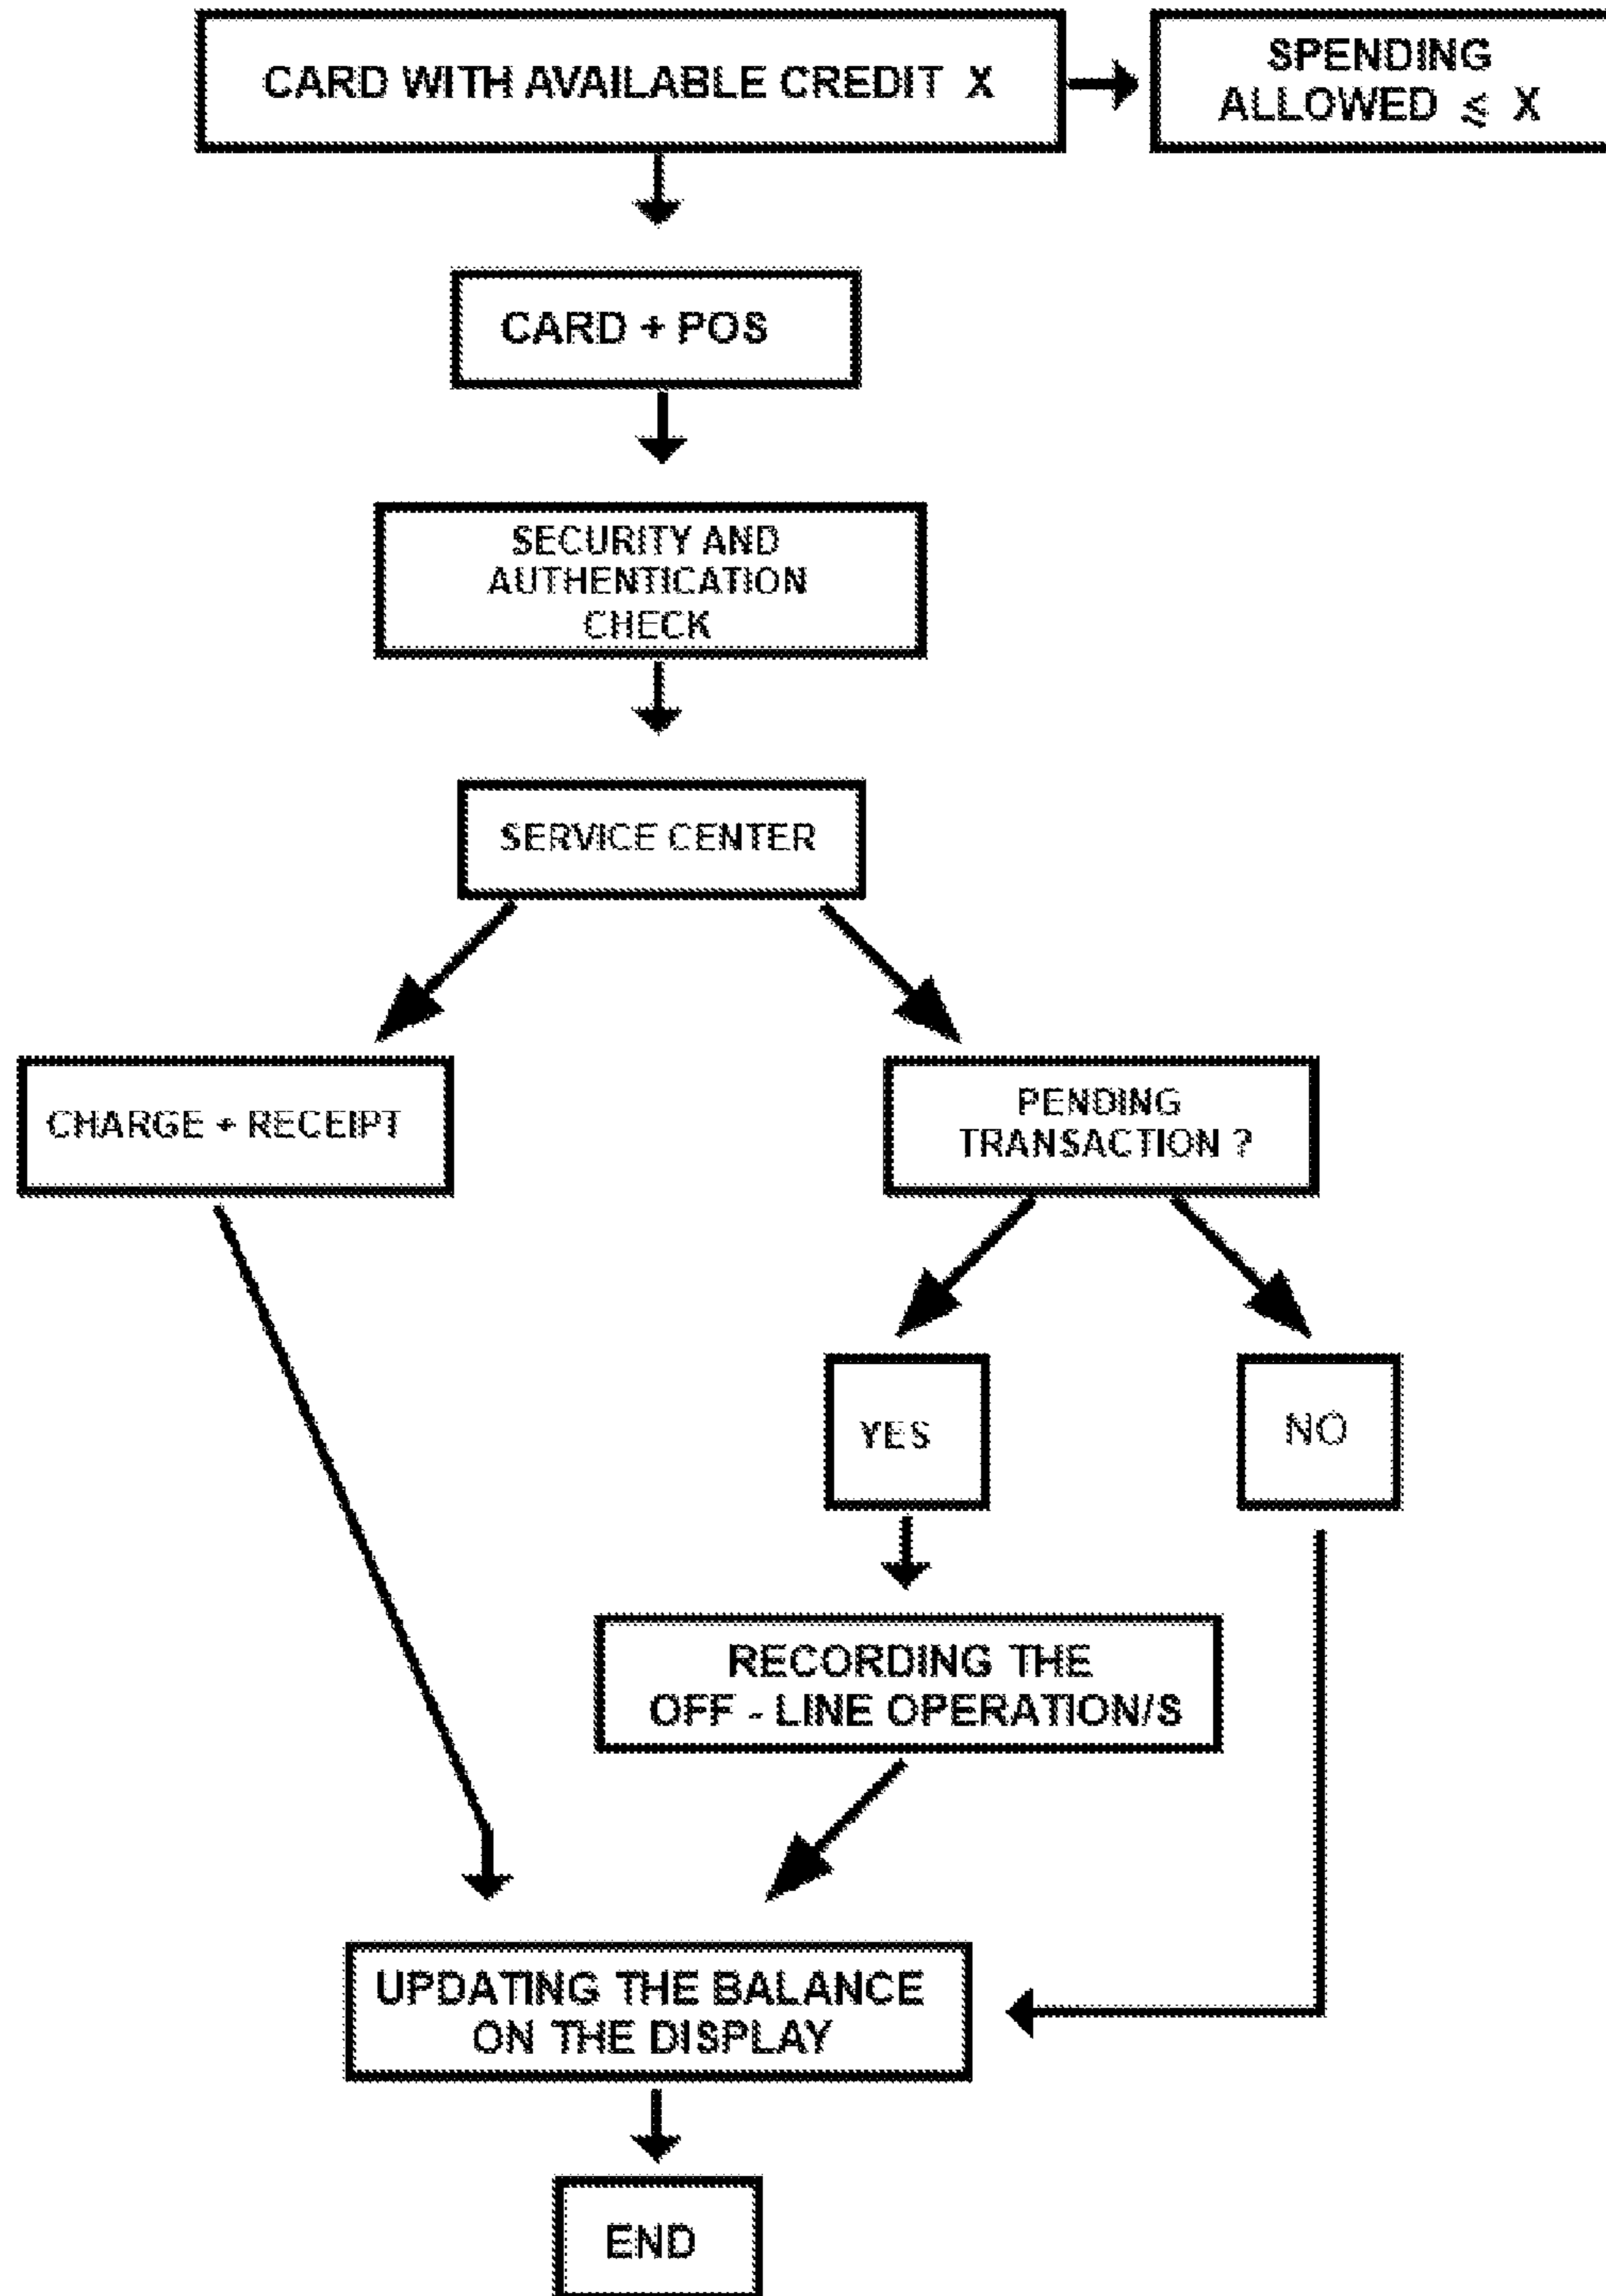 CARD WITH AVAILABLE CREDIT X
SPENDING
ALLOWED ⩽ X
CARD + POS
SECURITY AND
AUTHENTICATION
CHECK
SERVICE CENTER
CHARGE + RECEIPT
PENDING
TRANSACTION ?
YES
NO
RECORDING THE
OFF - LINE OPERATION/S
UPDATING THE BALANCE
ON THE DISPLAY
END